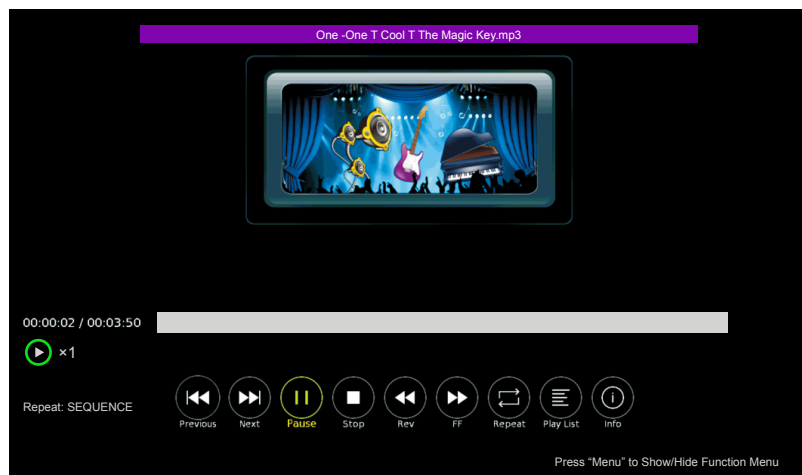 One -One T Cool T The Magic Key.mp3
00:00:02 / 00:03:50
×1
Repeat: SEQUENCE
Previous Next Pause Stop Rev FF Repeat Play List Info
Press “Menu” to Show/Hide Function Menu